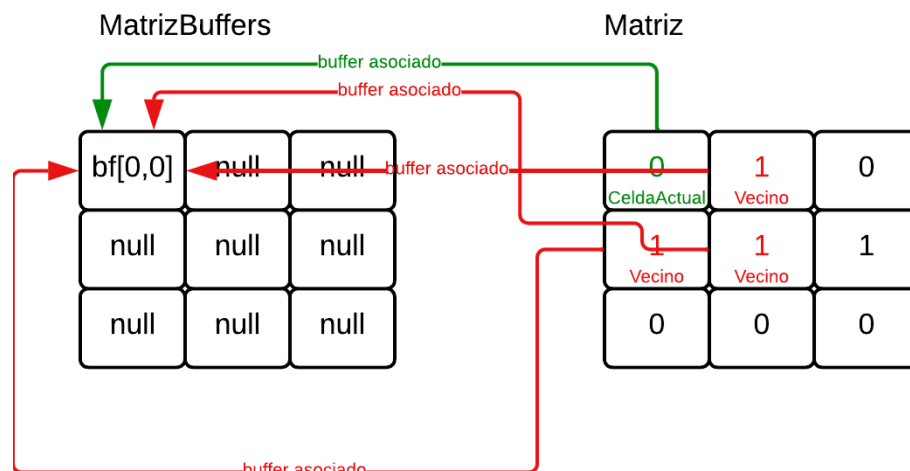 MatrizBuffers
Matriz
buffer asociado
buffer asociado
bf[0,0] null null
buffer asociado
0 1 0
CeldaActual Vecino
null null null
1 1 1
Vecino Vecino
null null null
0 0 0
buffer asociado